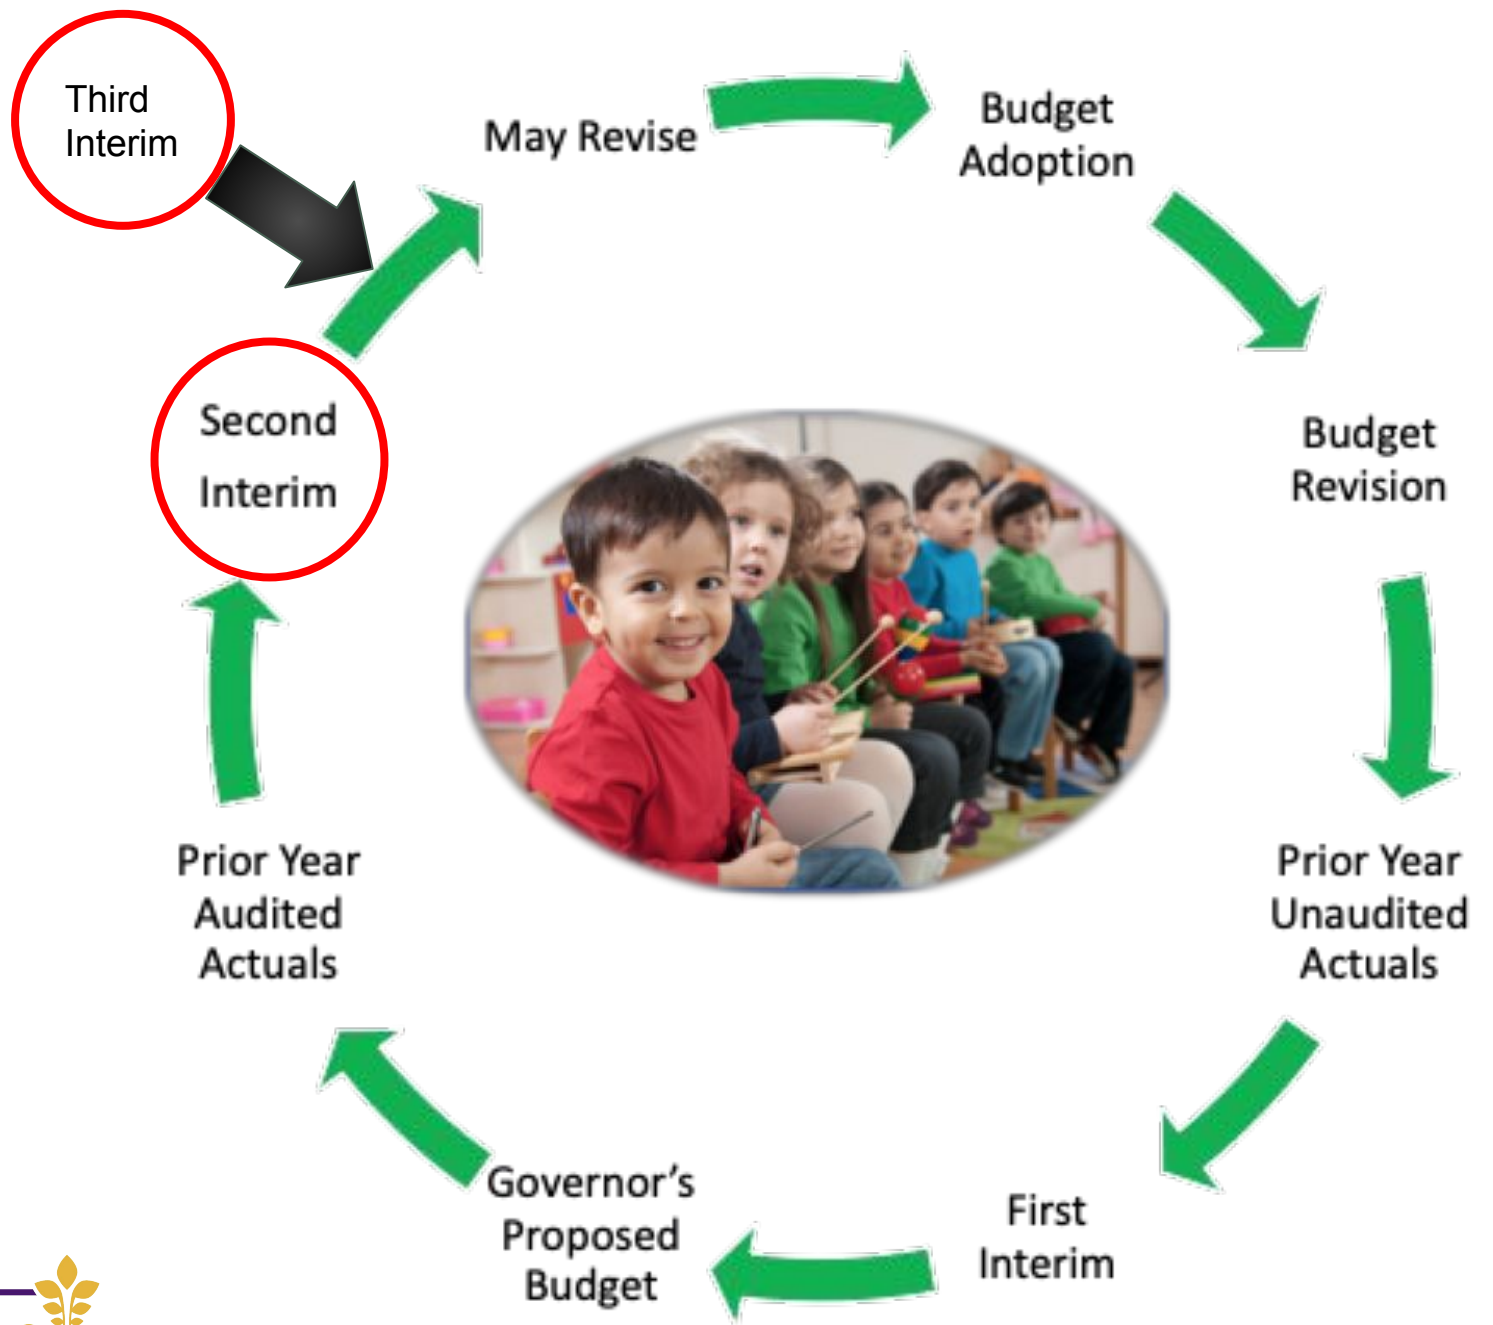 Third
Interim
May Revise
Budget
Adoption
Budget
Revision
Prior Year
Unaudited
Actuals
First
Interim
Governor's
Proposed
Budget
Prior Year
Audited
Actuals
Second
Interim